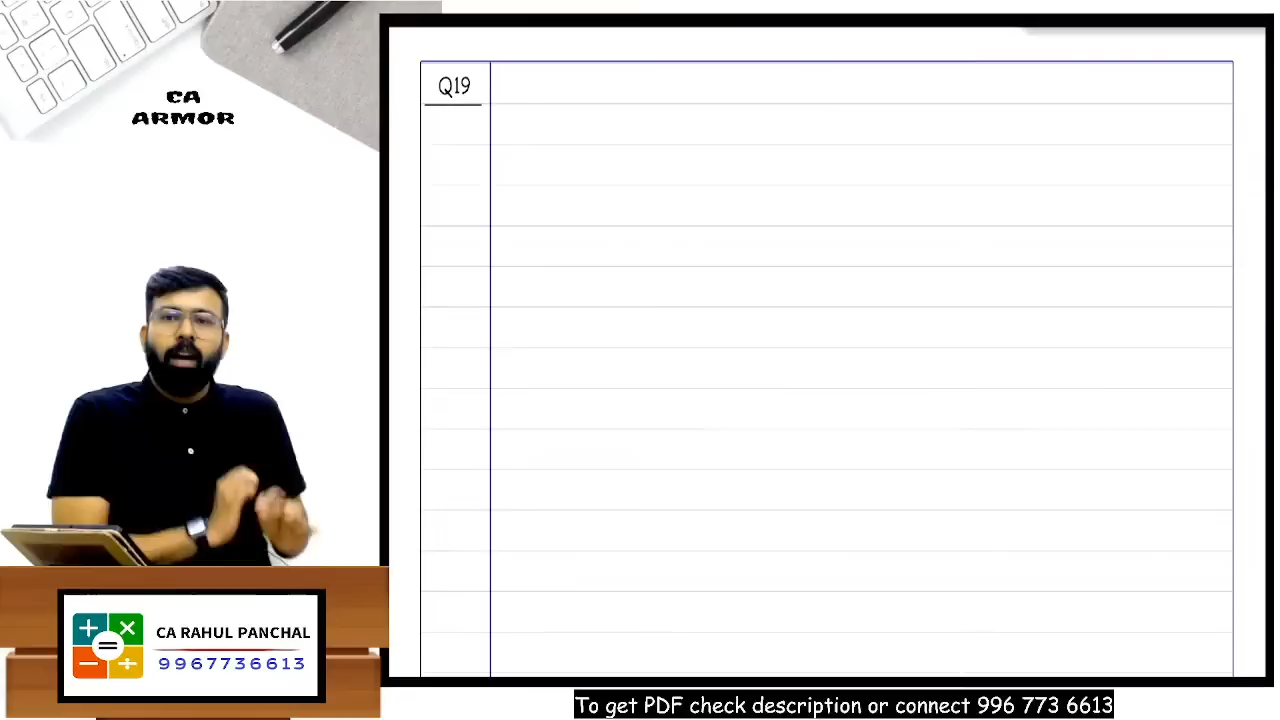 CA
ARMOR
Q19
CA RAHUL PANCHAL
9967736613
To get PDF check description or connect 996 773 6613